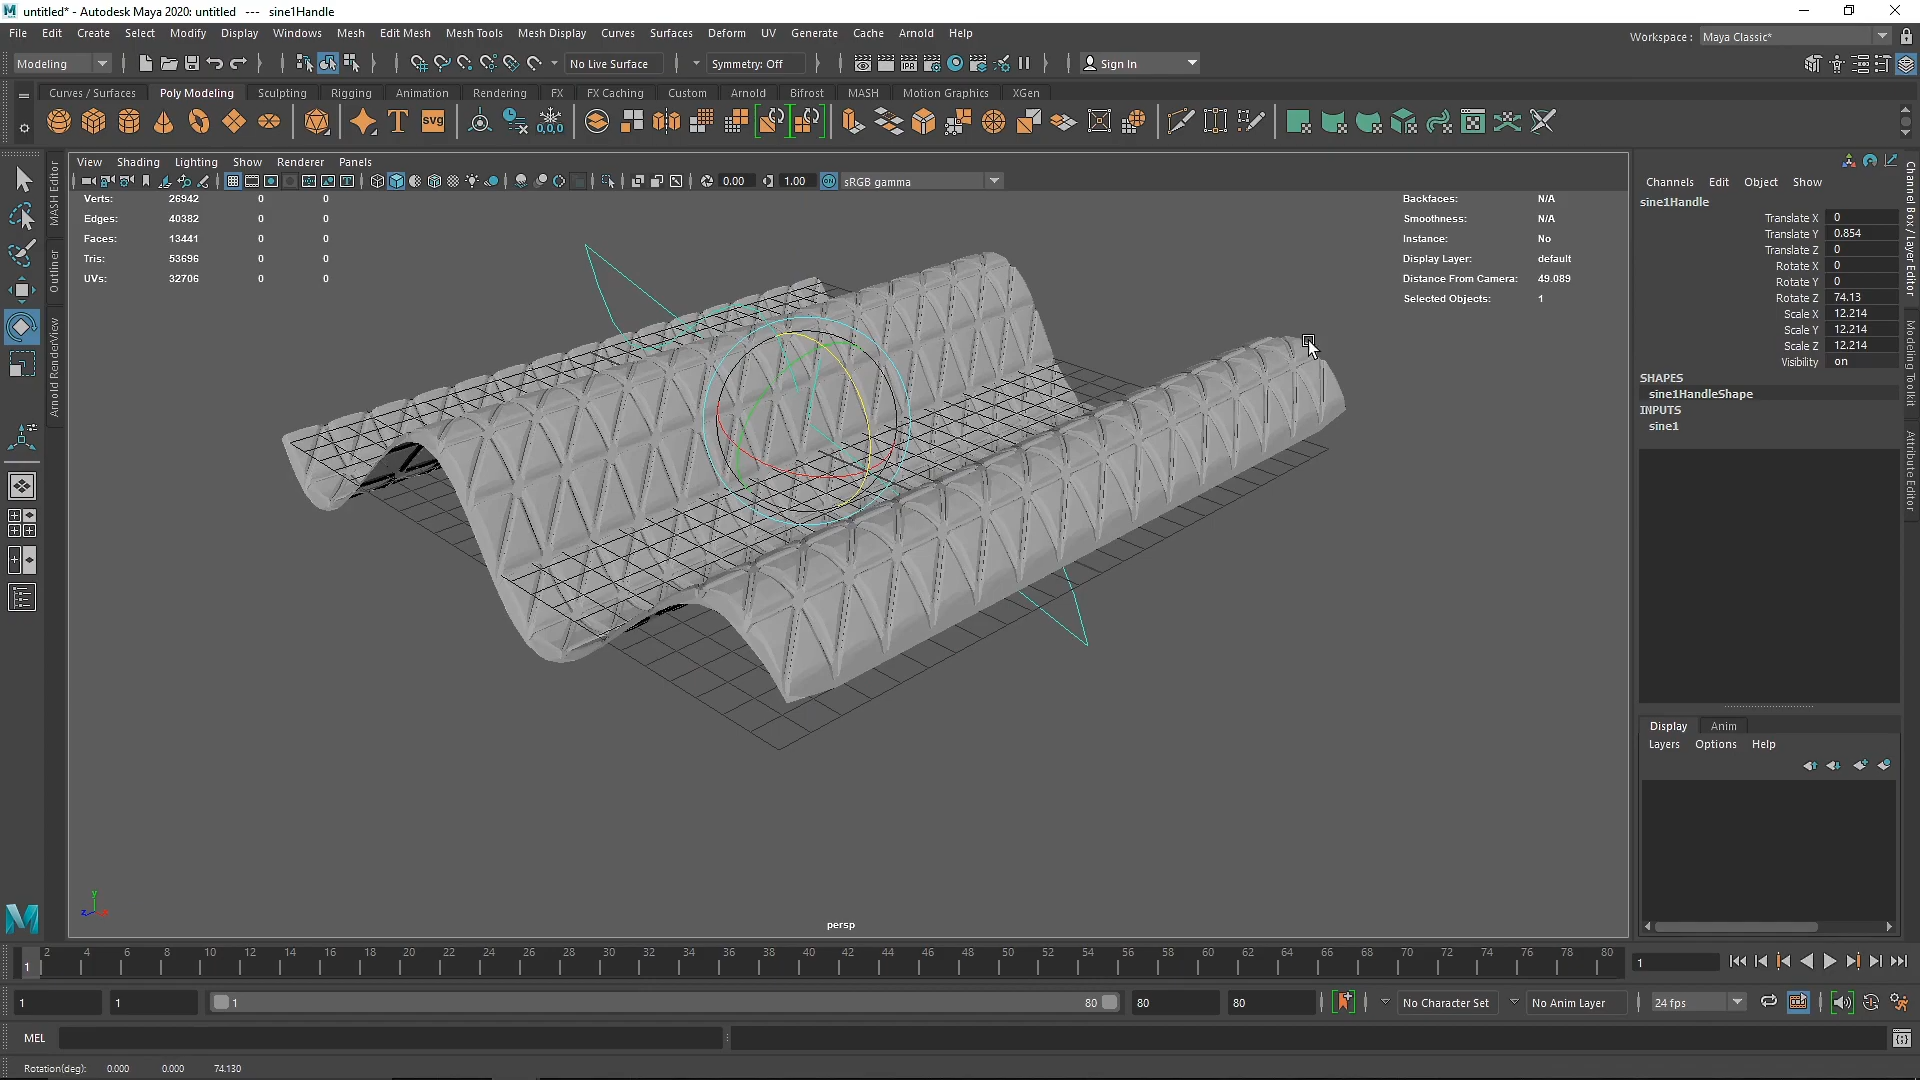 untitled* - Autodesk Maya 2020: untitled --- sine1Handle
File Edit Create Select Modify Display Windows Mesh Edit Mesh Mesh Tools Mesh Display Curves Surfaces Deform UV Generate Cache Arnold Help
Workspace : Maya Classic*
Modeling No Live Surface Symmetry: Off Sign In
Curves / Surfaces Poly Modeling Sculpting Rigging Animation Rendering FX FX Caching Custom Arnold Bifrost MASH Motion Graphics XGen
T svg 0,0,0
IPR
View Shading Lighting Show Renderer Panels
0.00 1.00 ON sRGB gamma
Verts: 26942 0 0
Edges: 40382 0 0
Faces: 13441 0 0
Tris: 53696 0 0
UVs: 32706 0 0
Backfaces: N/A
Smoothness: N/A
Instance: No
Display Layer: default
Distance From Camera: 49.089
Selected Objects: 1
MASH Editor
Outliner
Arnold RenderView
Channels Edit Object Show
sine1Handle
Translate X 0
Translate Y 0.854
Translate Z 0
Rotate X 0
Rotate Y 0
Rotate Z 74.13
Scale X 12.214
Scale Y 12.214
Scale Z 12.214
Visibility on
SHAPES
sine1HandleShape
INPUTS
sine1
Channel Box / Layer Editor
Modeling Toolkit
Attribute Editor
Display Anim
Layers Options Help
y
z
persp
M
1 2 4 6 8 10 12 14 16 18 20 22 24 26 28 30 32 34 36 38 40 42 44 46 48 50 52 54 56 58 60 62 64 66 68 70 72 74 76 78 80
1
1 1 1 80 80 80 No Character Set No Anim Layer 24 fps
MEL
Rotation(deg): 0.000 0.000 74.130